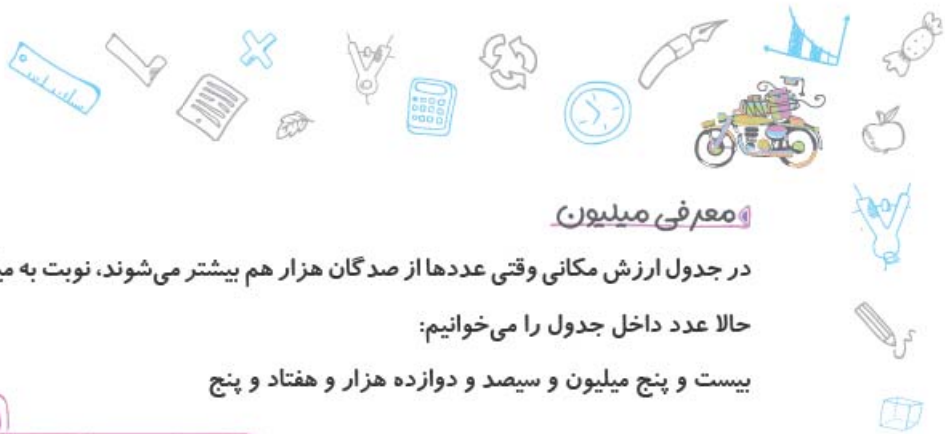 معرفی میلیون
در جدول ارزش مکانی وقتی عددها از صدگان هزار هم بیشتر می‌شوند، نوبت به
حالا عدد داخل جدول را می‌خوانیم:
بیست و پنج میلیون و سیصد و دوازده هزار و هفتاد و پنج